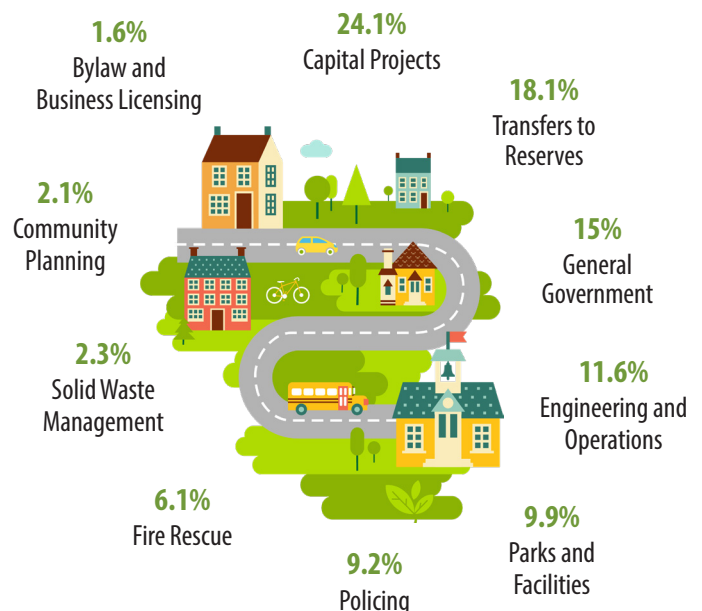 1.6%
Bylaw and
Business Licensing
24.1%
Capital Projects
18.1%
Transfers to
Reserves
2.1%
Community
Planning
15%
General
Government
2.3%
Solid Waste
Management
11.6%
Engineering and
Operations
6.1%
Fire Rescue
9.2%
Policing
9.9%
Parks and
Facilities